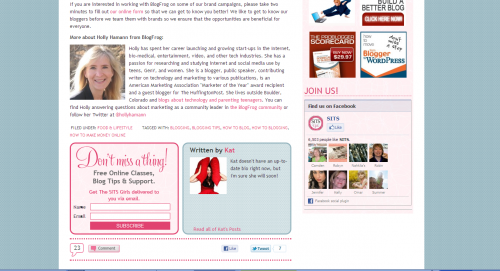 If you are interested in working with BlogFrog on some of our brand campaigns, please take two
minutes to fill out our online form so that we can get to know you better! We like to get to know our
bloggers before we team them with brands so we ensure that the opportunities are beneficial for
everyone.
More about Holly Hamann from BlogFrog:
Holly has spent her career launching and growing start-ups in the internet,
bio-medical, entertainment, video, and other tech industries. She has a
passion for researching and studying Internet and social media use by
teens, GenY, and women. She is a blogger, public speaker, contributing
writer on technology and marketing to various publications, is an
American Marketing Association "Marketer of the Year" award recipient
and a guest blogger for The HuffingtonPost. She lives outside Boulder,
Colorado and blogs about technology and parenting teenagers. You can
find Holly answering questions about marketing as a community leader in the BlogFrog community or
follow her Twitter at @hollyhamann
FILED UNDER: FOOD & LIFESTYLE TAGGED WITH: BLOGGING, BLOGGING TIPS, HOW TO BLOG, HOW TO BLOGGING,
HOW TO MAKE MONEY ONLINE
Don't miss a thing!
Free Online Classes,
Blog Tips & Support.
Get The SITS Girls delivered to
you via email.
Name
Email
SUBSCRIBE
Written by Kat
Kat doesn't have an up-to-
date bio right now, but
I'm sure she will soon!
Read all of Kat's Posts
23
Comment
Like
Tweet
7
BUILD A
BETTER BLOG
CLICK HERE NOW
THE PROBLOGGER
SCORECARD
BUY NOW
$29.97
Blogger
to WORDPRESS
JOIN US!
Find us on Facebook
SITS
Like
people like SITS.
Facebook social plugin